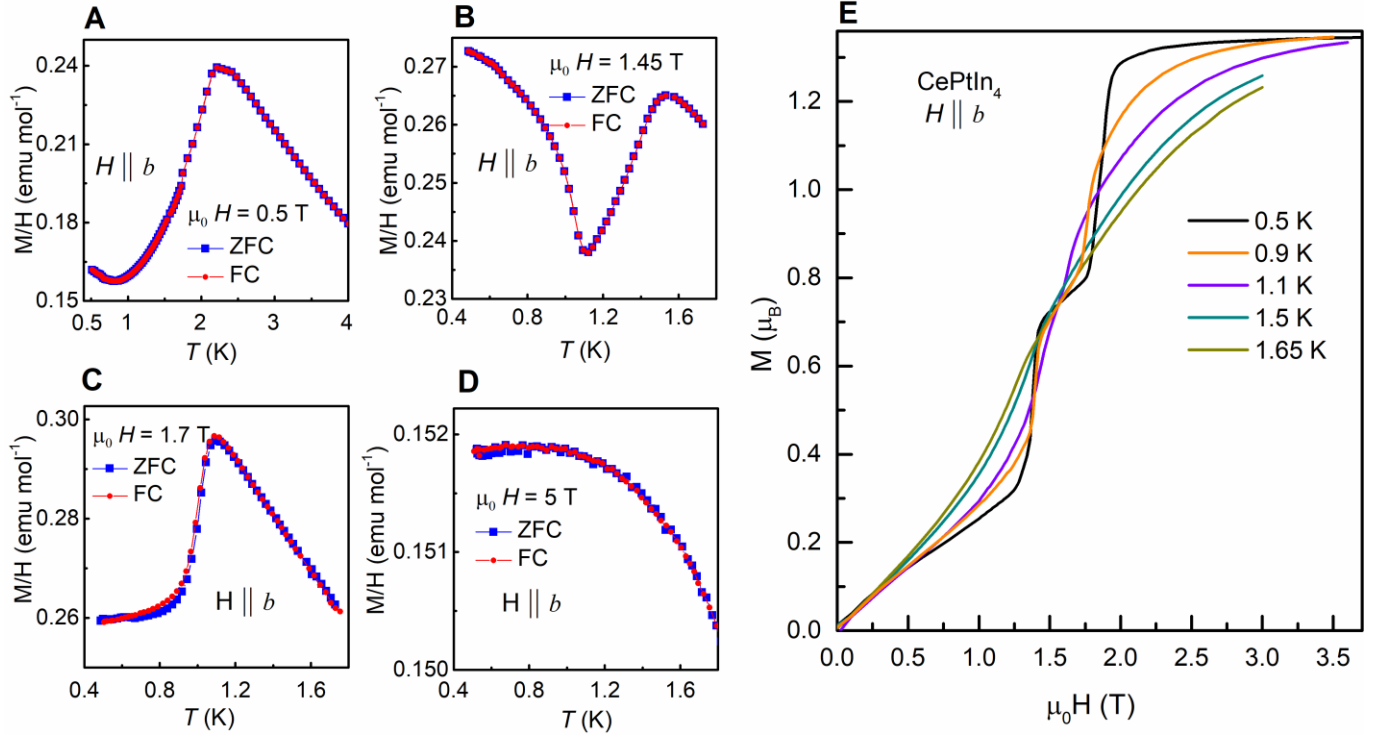 A
M/H (emu mol⁻¹)
0.24
0.21
0.18
0.15
H || b
μ₀ H = 0.5 T
ZFC
FC
0.5 1 2 3 4
T (K)
B
M/H (emu mol⁻¹)
0.27
0.26
0.25
0.24
0.23
μ₀ H = 1.45 T
ZFC
FC
H || b
0.4 0.8 1.2 1.6
T (K)
C
M/H (emu mol⁻¹)
0.30
0.28
0.26
μ₀ H = 1.7 T
ZFC
FC
H || b
0.4 0.8 1.2 1.6
T (K)
D
M/H (emu mol⁻¹)
0.152
0.151
0.150
μ₀ H = 5 T
ZFC
FC
H || b
0.4 0.8 1.2 1.6
T (K)
E
M (μB)
1.2
1.0
0.8
0.6
0.4
0.2
0.0
CePtIn₄
H || b
0.5 K
0.9 K
1.1 K
1.5 K
1.65 K
0.0 0.5 1.0 1.5 2.0 2.5 3.0 3.5
μ₀H (T)